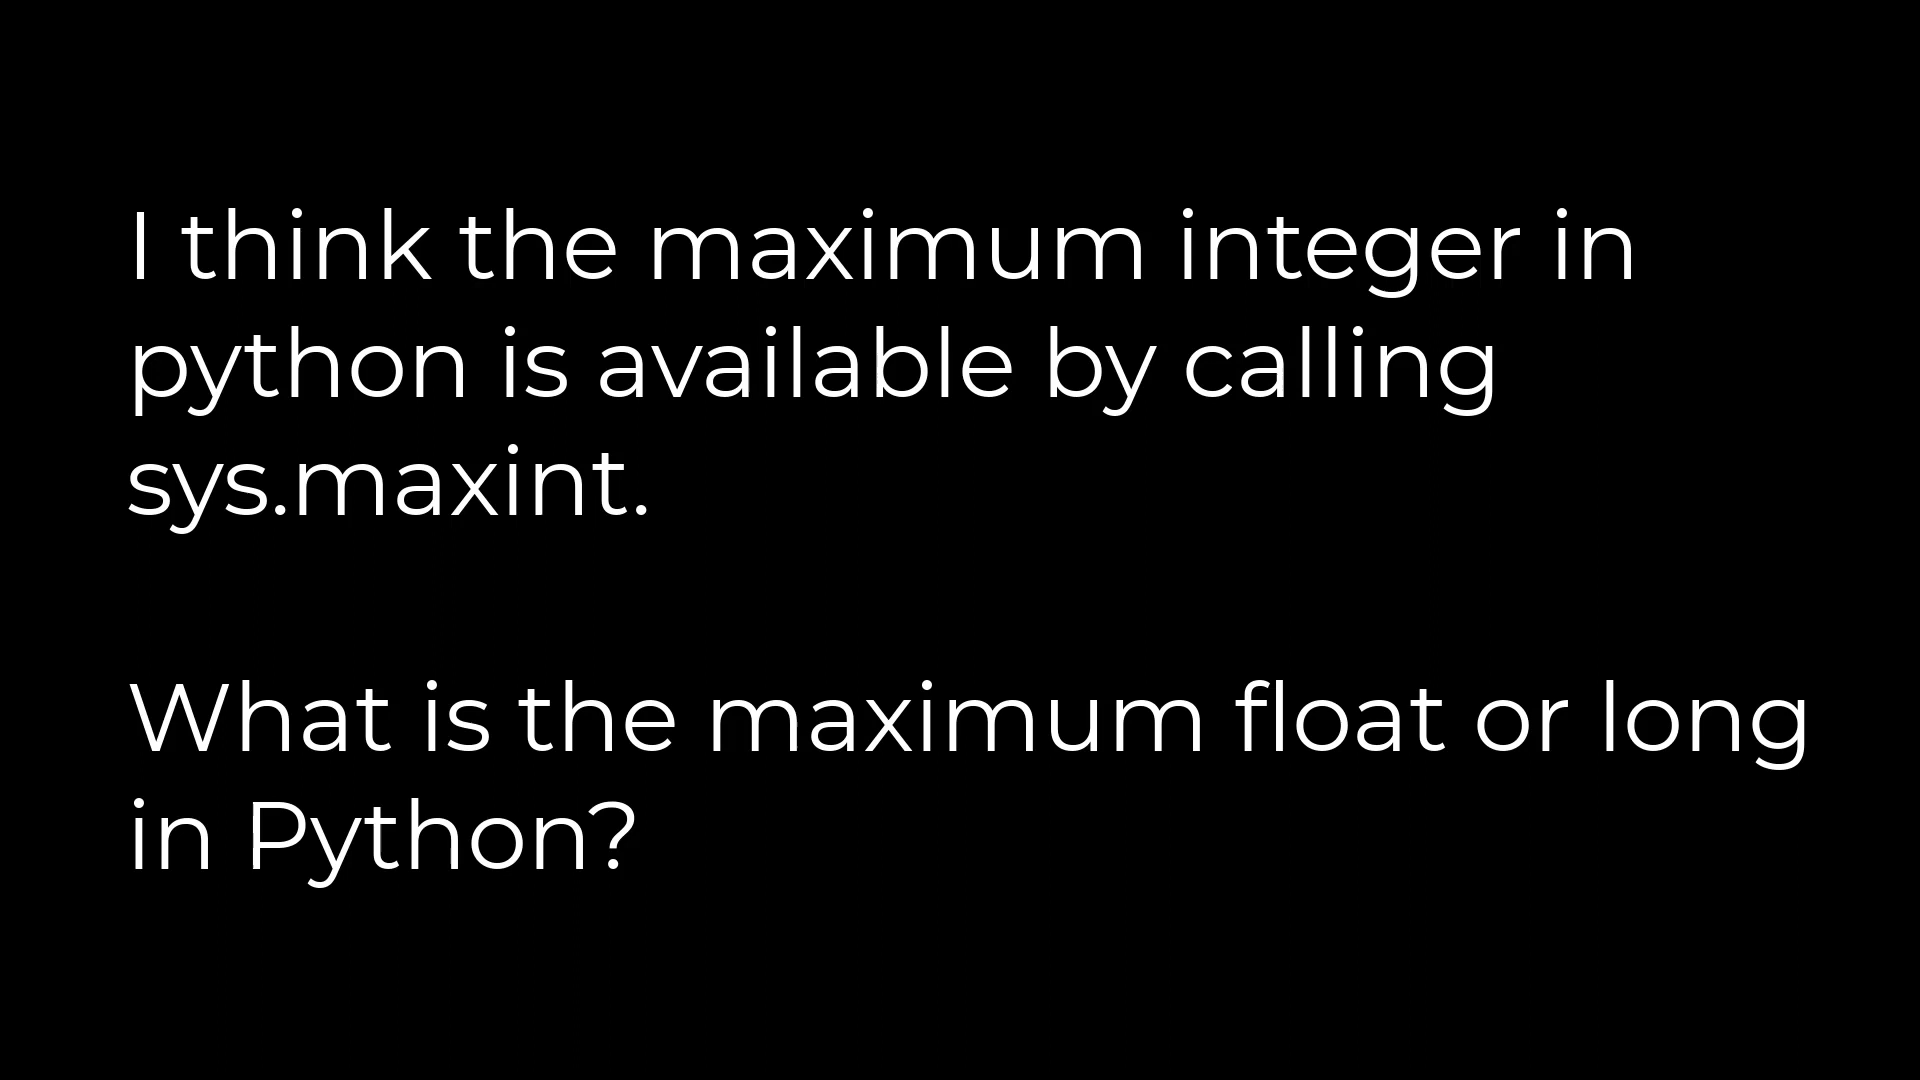 I think the maximum integer in
python is available by calling
sys.maxint.
What is the maximum float or long
in Python?